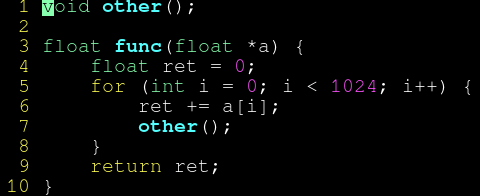 1 void other();
2
3 float func(float *a) {
4     float ret = 0;
5     for (int i = 0; i < 1024; i++) {
6         ret += a[i];
7         other();
8     }
9     return ret;
10 }